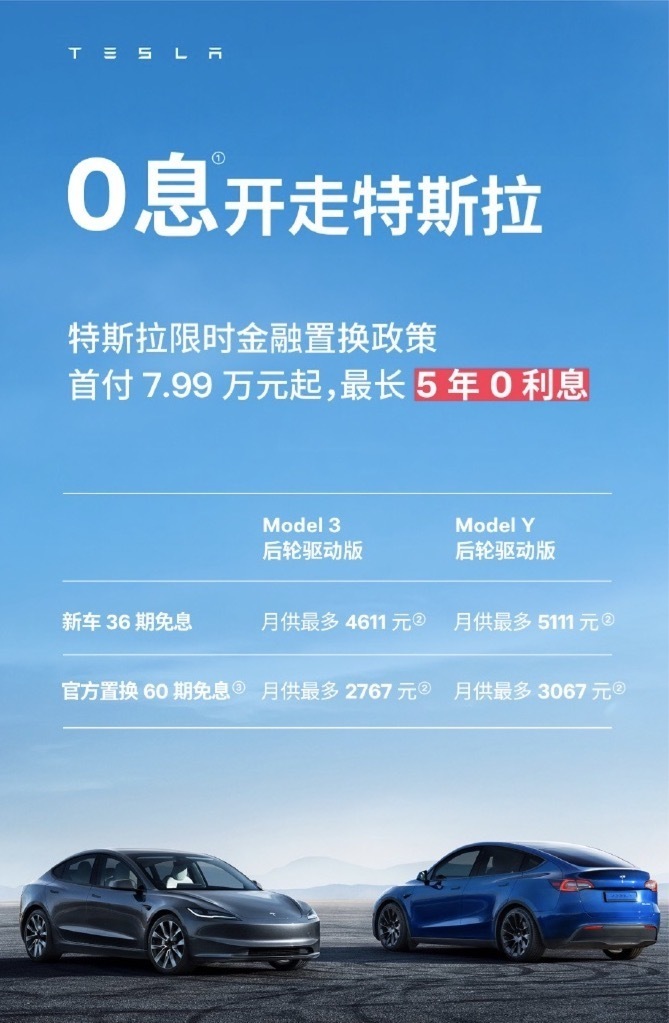 TESLA
0息①开走特斯拉
特斯拉限时金融置换政策
首付 7.99 万元起，最长 5 年 0 利息
Model 3 后轮驱动版
Model Y 后轮驱动版
新车 36 期免息 月供最多 4611 元② 月供最多 5111 元②
官方置换 60 期免息③ 月供最多 2767 元② 月供最多 3067 元②